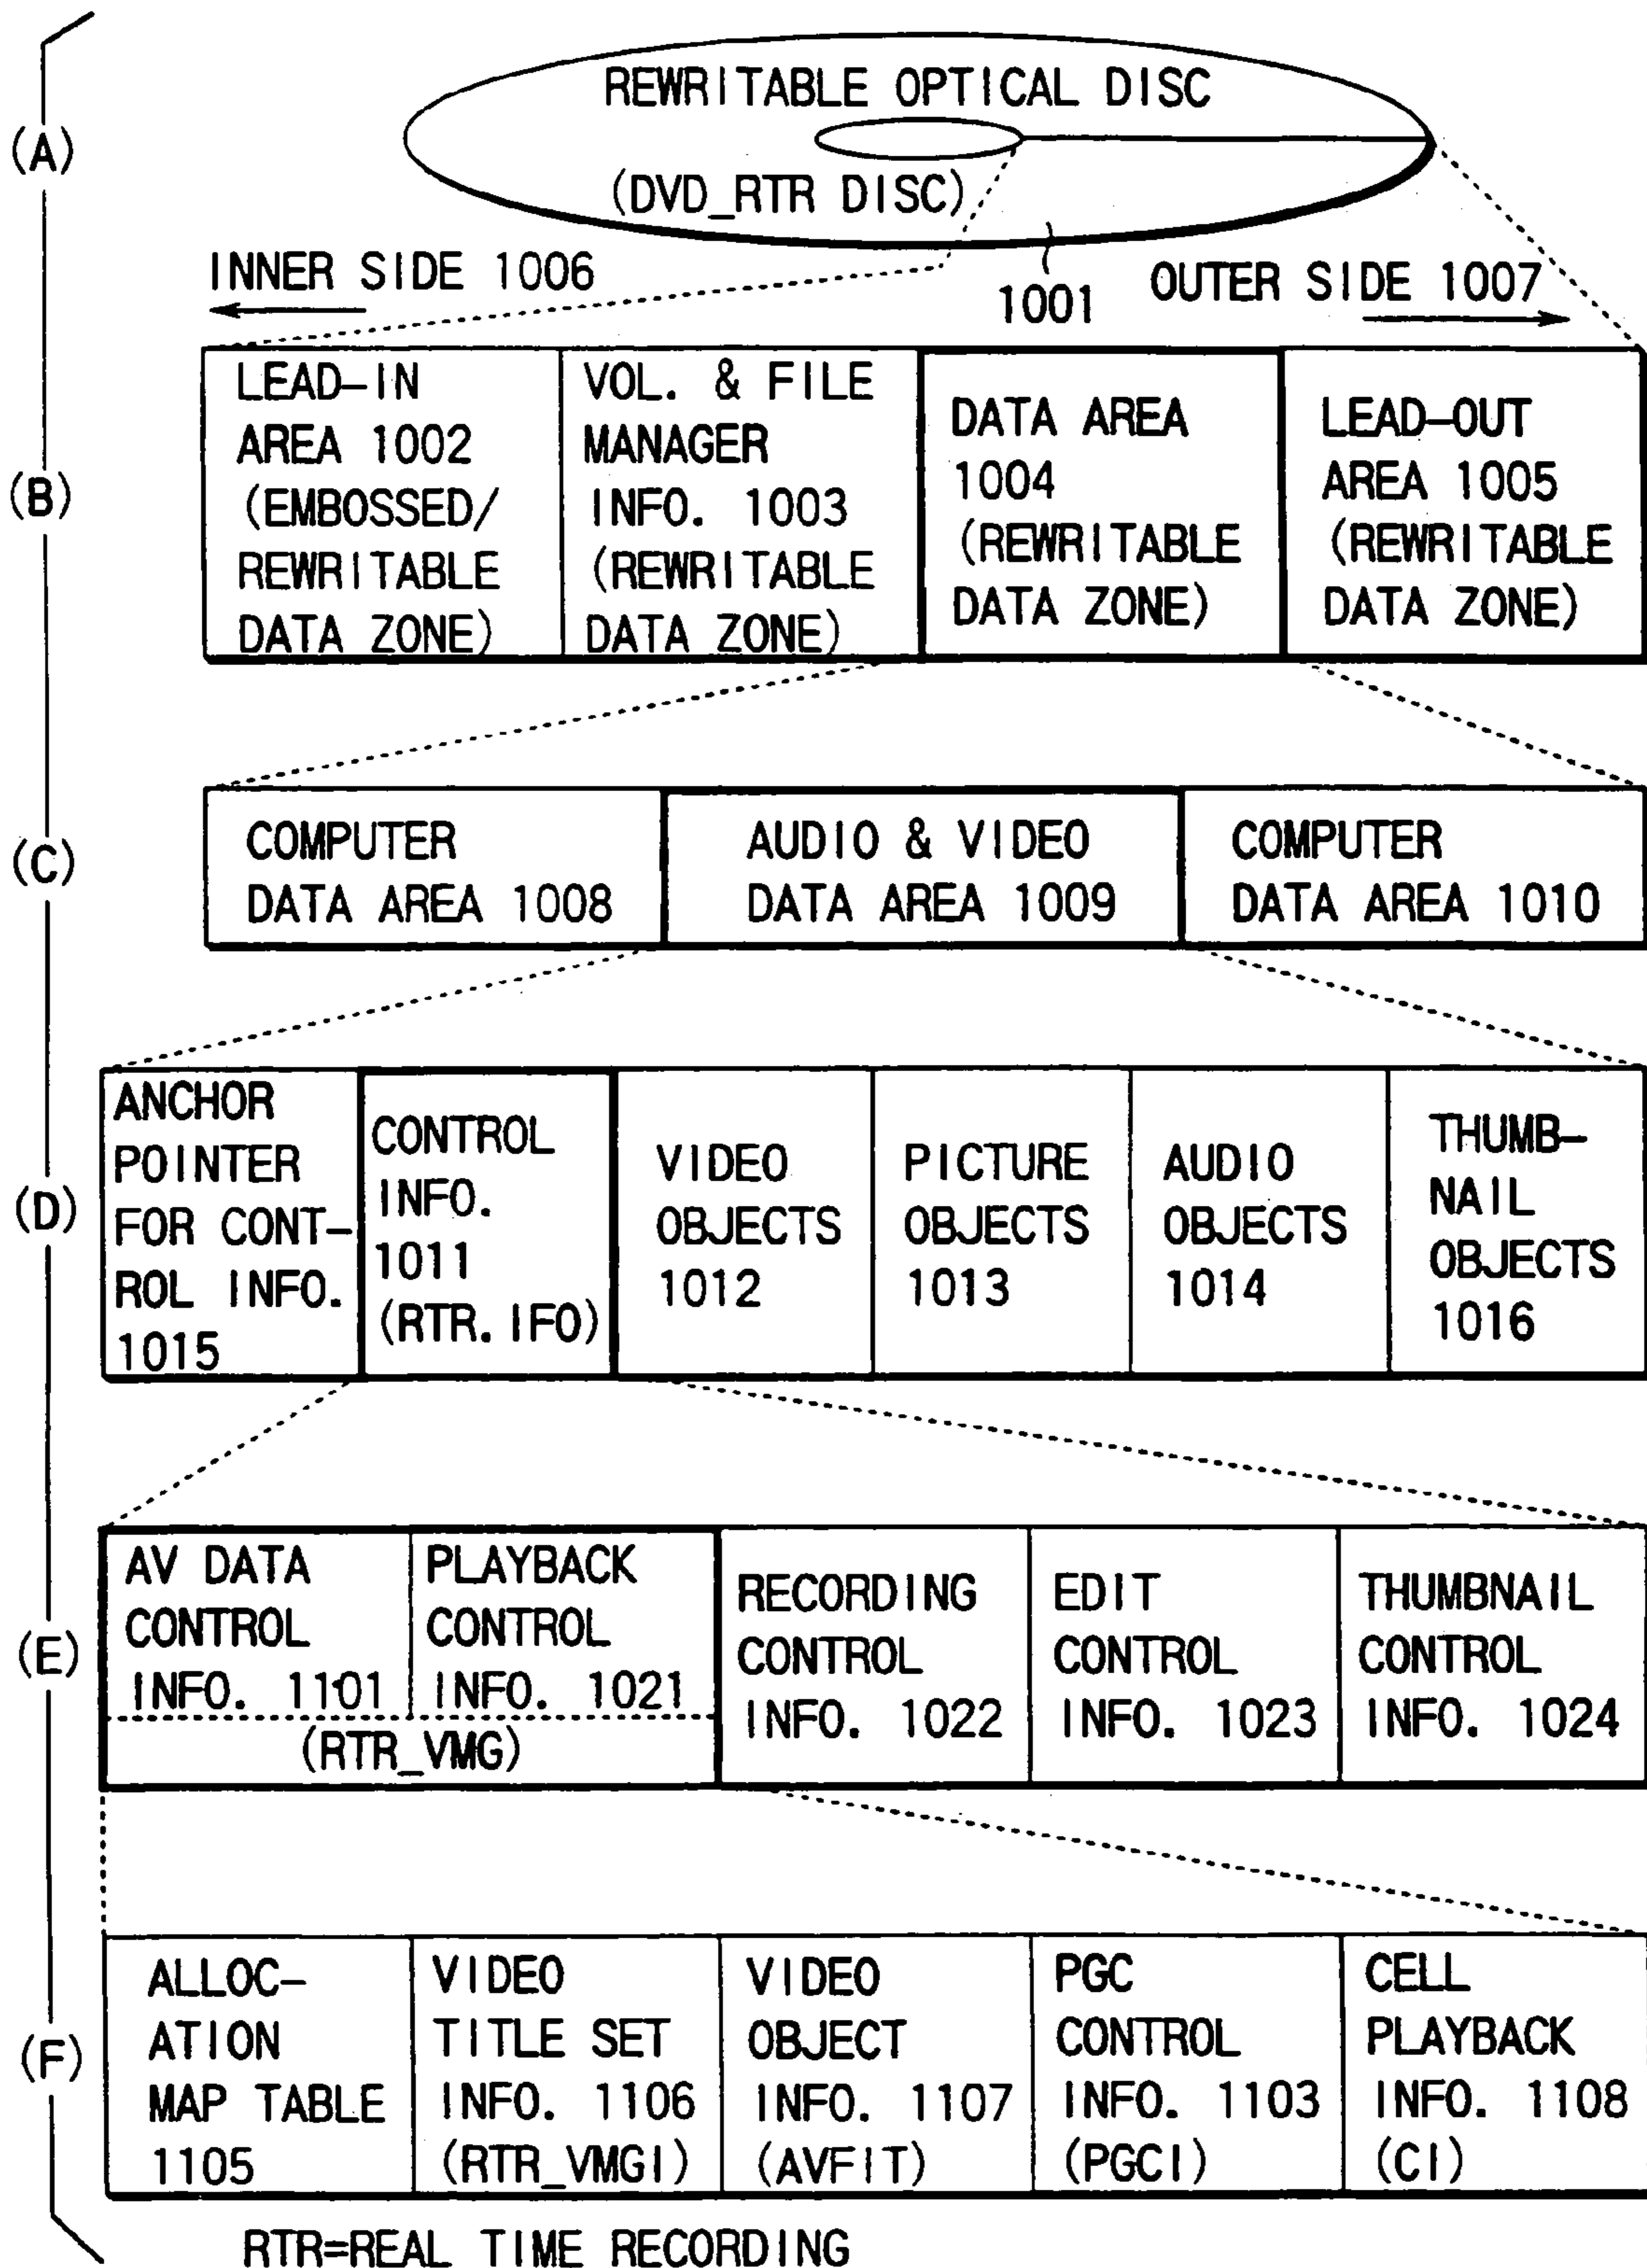 (A)
REWRITABLE OPTICAL DISC
(DVD_RTR DISC)
INNER SIDE 1006
1001
OUTER SIDE 1007
(B)
LEAD-IN
AREA 1002
(EMBOSSED/
REWRITABLE
DATA ZONE)
VOL. & FILE
MANAGER
INFO. 1003
(REWRITABLE
DATA ZONE)
DATA AREA
1004
(REWRITABLE
DATA ZONE)
LEAD-OUT
AREA 1005
(REWRITABLE
DATA ZONE)
(C)
COMPUTER
DATA AREA 1008
AUDIO & VIDEO
DATA AREA 1009
COMPUTER
DATA AREA 1010
(D)
ANCHOR
POINTER
FOR CONT-
ROL INFO.
1015
CONTROL
INFO.
1011
(RTR.IFO)
VIDEO
OBJECTS
1012
PICTURE
OBJECTS
1013
AUDIO
OBJECTS
1014
THUMB-
NAIL
OBJECTS
1016
(E)
AV DATA
CONTROL
INFO. 1101
PLAYBACK
CONTROL
INFO. 1021
(RTR_VMG)
RECORDING
CONTROL
INFO. 1022
EDIT
CONTROL
INFO. 1023
THUMBNAIL
CONTROL
INFO. 1024
(F)
ALLOC-
ATION
MAP TABLE
1105
VIDEO
TITLE SET
INFO. 1106
(RTR_VMGI)
VIDEO
OBJECT
INFO. 1107
(AVFIT)
PGC
CONTROL
INFO. 1103
(PGCI)
CELL
PLAYBACK
INFO. 1108
(CI)
RTR=REAL TIME RECORDING